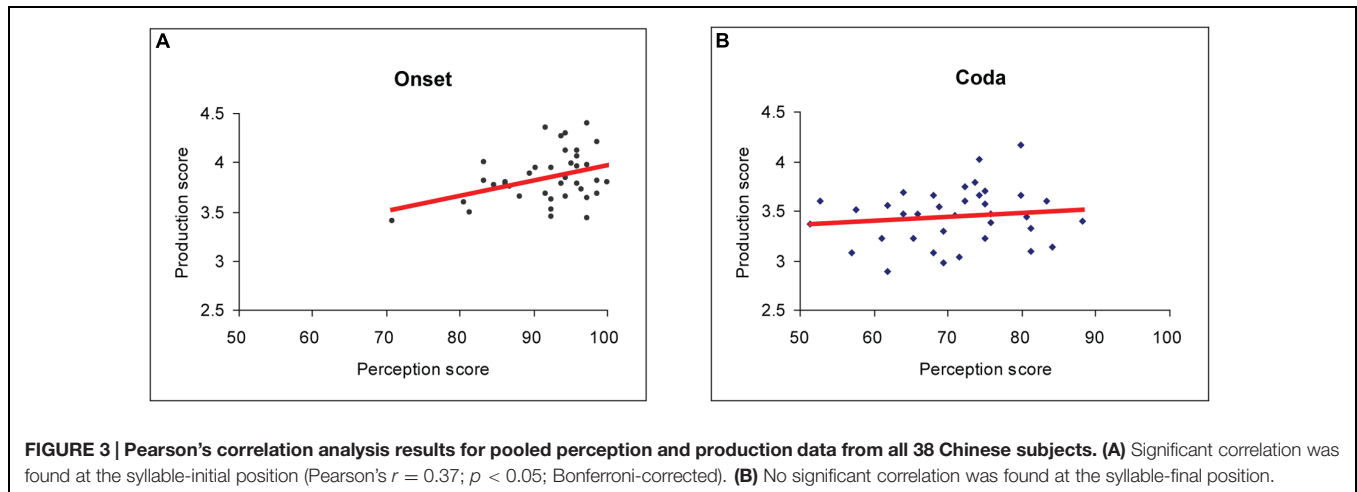 A
Onset
Production score
4.5
4
3.5
3
2.5
50 60 70 80 90 100
Perception score
B
Coda
Production score
4.5
4
3.5
3
2.5
50 60 70 80 90 100
Perception score
FIGURE 3 | Pearson's correlation analysis results for pooled perception and production data from all 38 Chinese subjects. (A) Significant correlation was
found at the syllable-initial position (Pearson's r = 0.37; p < 0.05; Bonferroni-corrected). (B) No significant correlation was found at the syllable-final position.